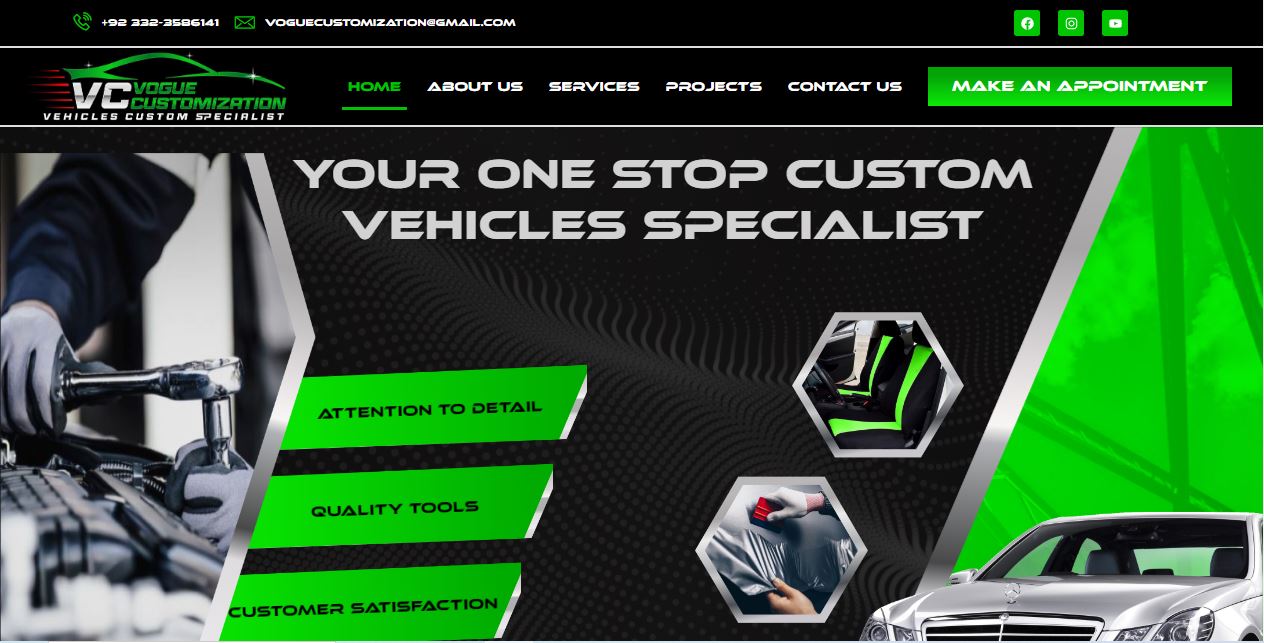 +92 332-3586141
VOGUECUSTOMIZATION@GMAIL.COM
VC VOGUE
CUSTOMIZATION
VEHICLES CUSTOM SPECIALIST
HOME
ABOUT US
SERVICES
PROJECTS
CONTACT US
MAKE AN APPOINTMENT
YOUR ONE STOP CUSTOM
VEHICLES SPECIALIST
ATTENTION TO DETAIL
QUALITY TOOLS
CUSTOMER SATISFACTION